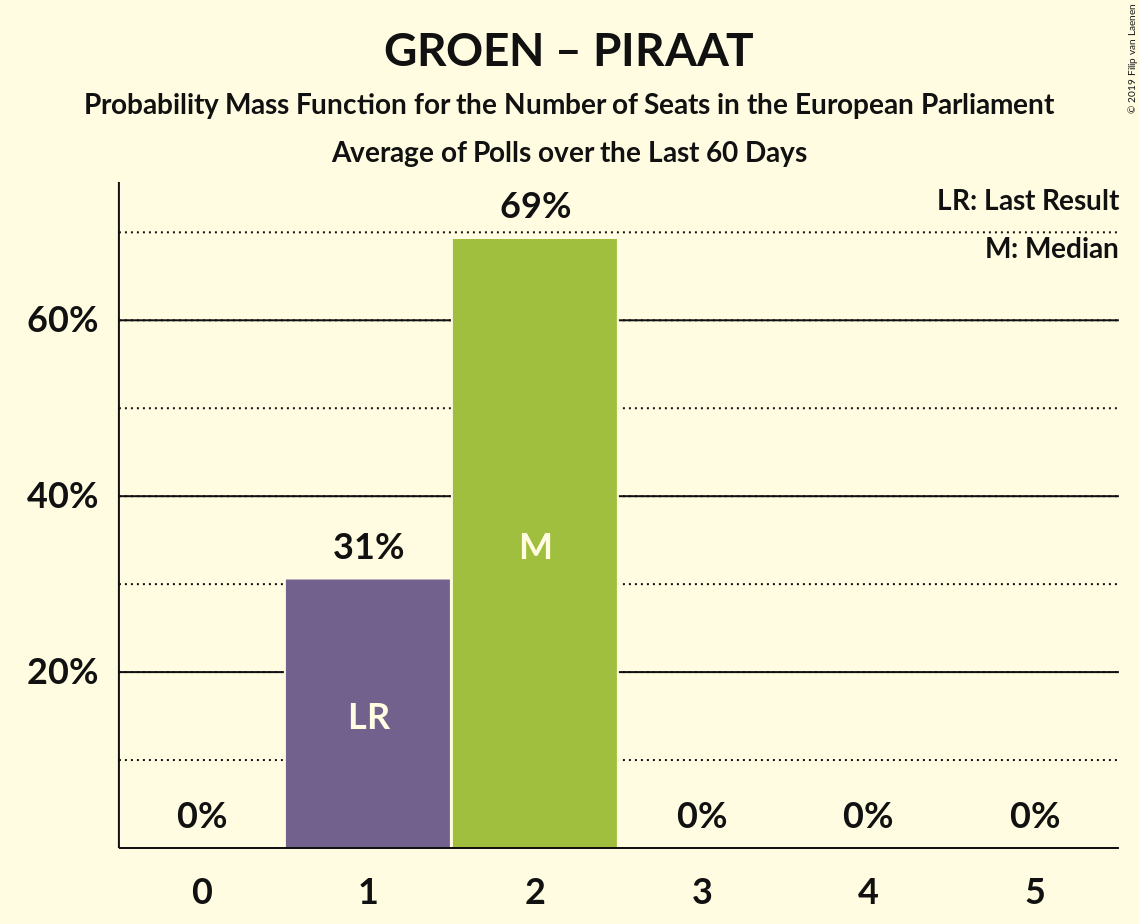 GROEN – PIRAAT
Probability Mass Function for the Number of Seats in the European Parliament
Average of Polls over the Last 60 Days
© 2019 Filip van Laenen
LR: Last Result
M: Median
69%
60%
40%
31%
M
20%
LR
0%
0%
0%
0%
0
1
2
3
4
5